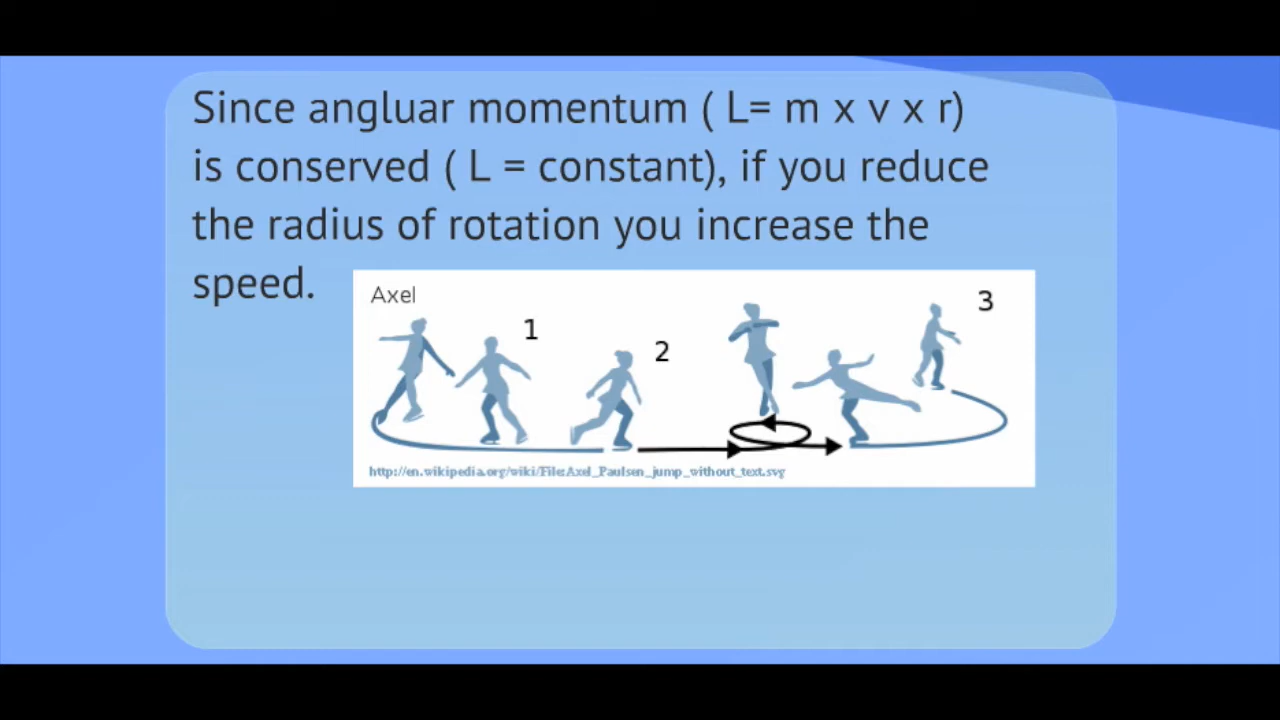 Since angluar momentum ( L= m x v x r)
is conserved ( L = constant), if you reduce
the radius of rotation you increase the
speed.
Axel
1
2
3
http://en.wikipedia.org/wiki/File:Axel_Paulsen_jump_without_text.svg